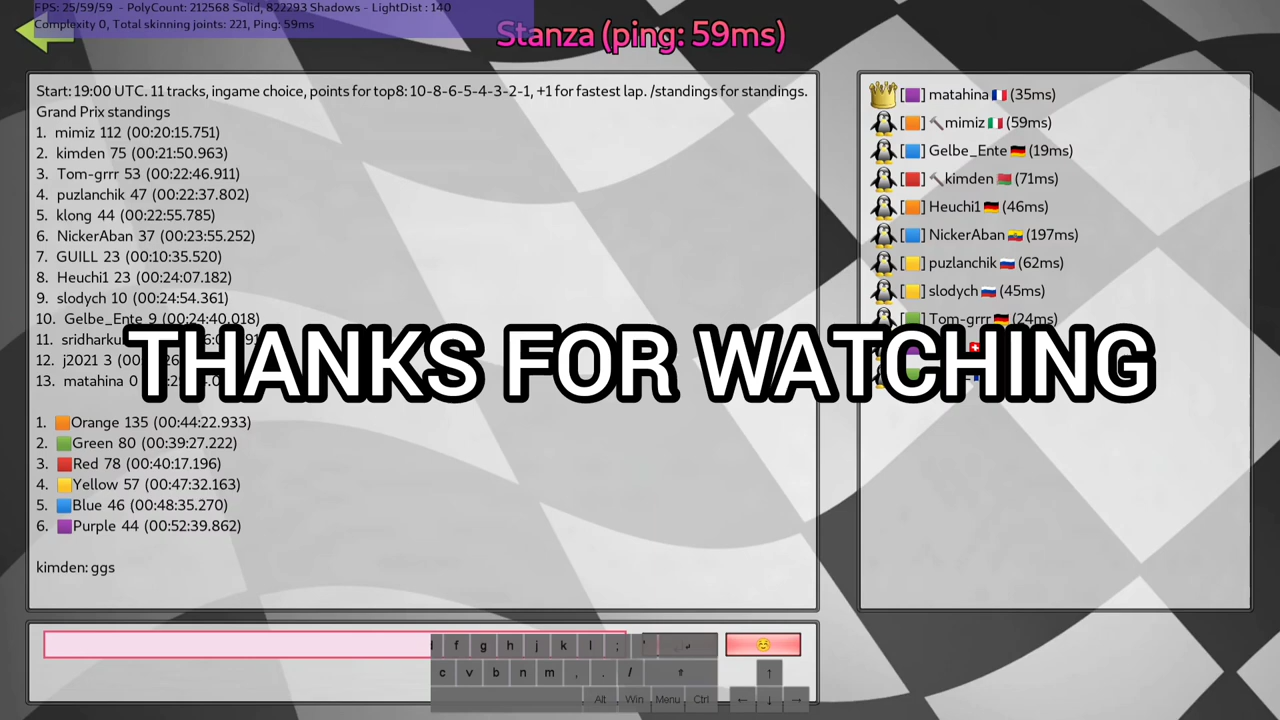 FPS: 25/59/59 - PolyCount: 212568 Solid, 822293 Shadows - LightDist : 140
Complexity 0, Total skinning joints: 221, Ping: 59ms
Stanza (ping: 59ms)
Start: 19:00 UTC. 11 tracks, ingame choice, points for top8: 10-8-6-5-4-3-2-1, +1 for fastest lap. /standings for standings.
Grand Prix standings
1. mimiz 112 (00:20:15.751)
2. kimden 75 (00:21:50.963)
3. Tom-grrr 53 (00:22:46.911)
4. puzlanchik 47 (00:22:37.802)
5. klong 44 (00:22:55.785)
6. NickerAban 37 (00:23:55.252)
7. GUILL 23 (00:10:35.520)
8. Heuchi1 23 (00:24:07.182)
9. slodych 10 (00:24:54.361)
10. Gelbe_Ente 9 (00:24:40.018)
11.
12. j2021 3
13. matahina 0
THANKS FOR WATCHING
1. Orange 135 (00:44:22.933)
2. Green 80 (00:39:27.222)
3. Red 78 (00:40:17.196)
4. Yellow 57 (00:47:32.163)
5. Blue 46 (00:48:35.270)
6. Purple 44 (00:52:39.862)
kimden: ggs
matahina (35ms)
mimiz (59ms)
Gelbe_Ente (19ms)
kimden (71ms)
Heuchi1 (46ms)
NickerAban (197ms)
puzlanchik (62ms)
slodych (45ms)
Tom-grrr (24ms)
f g h j k l ; '
c v b n m , . /
Alt Win Menu Ctrl